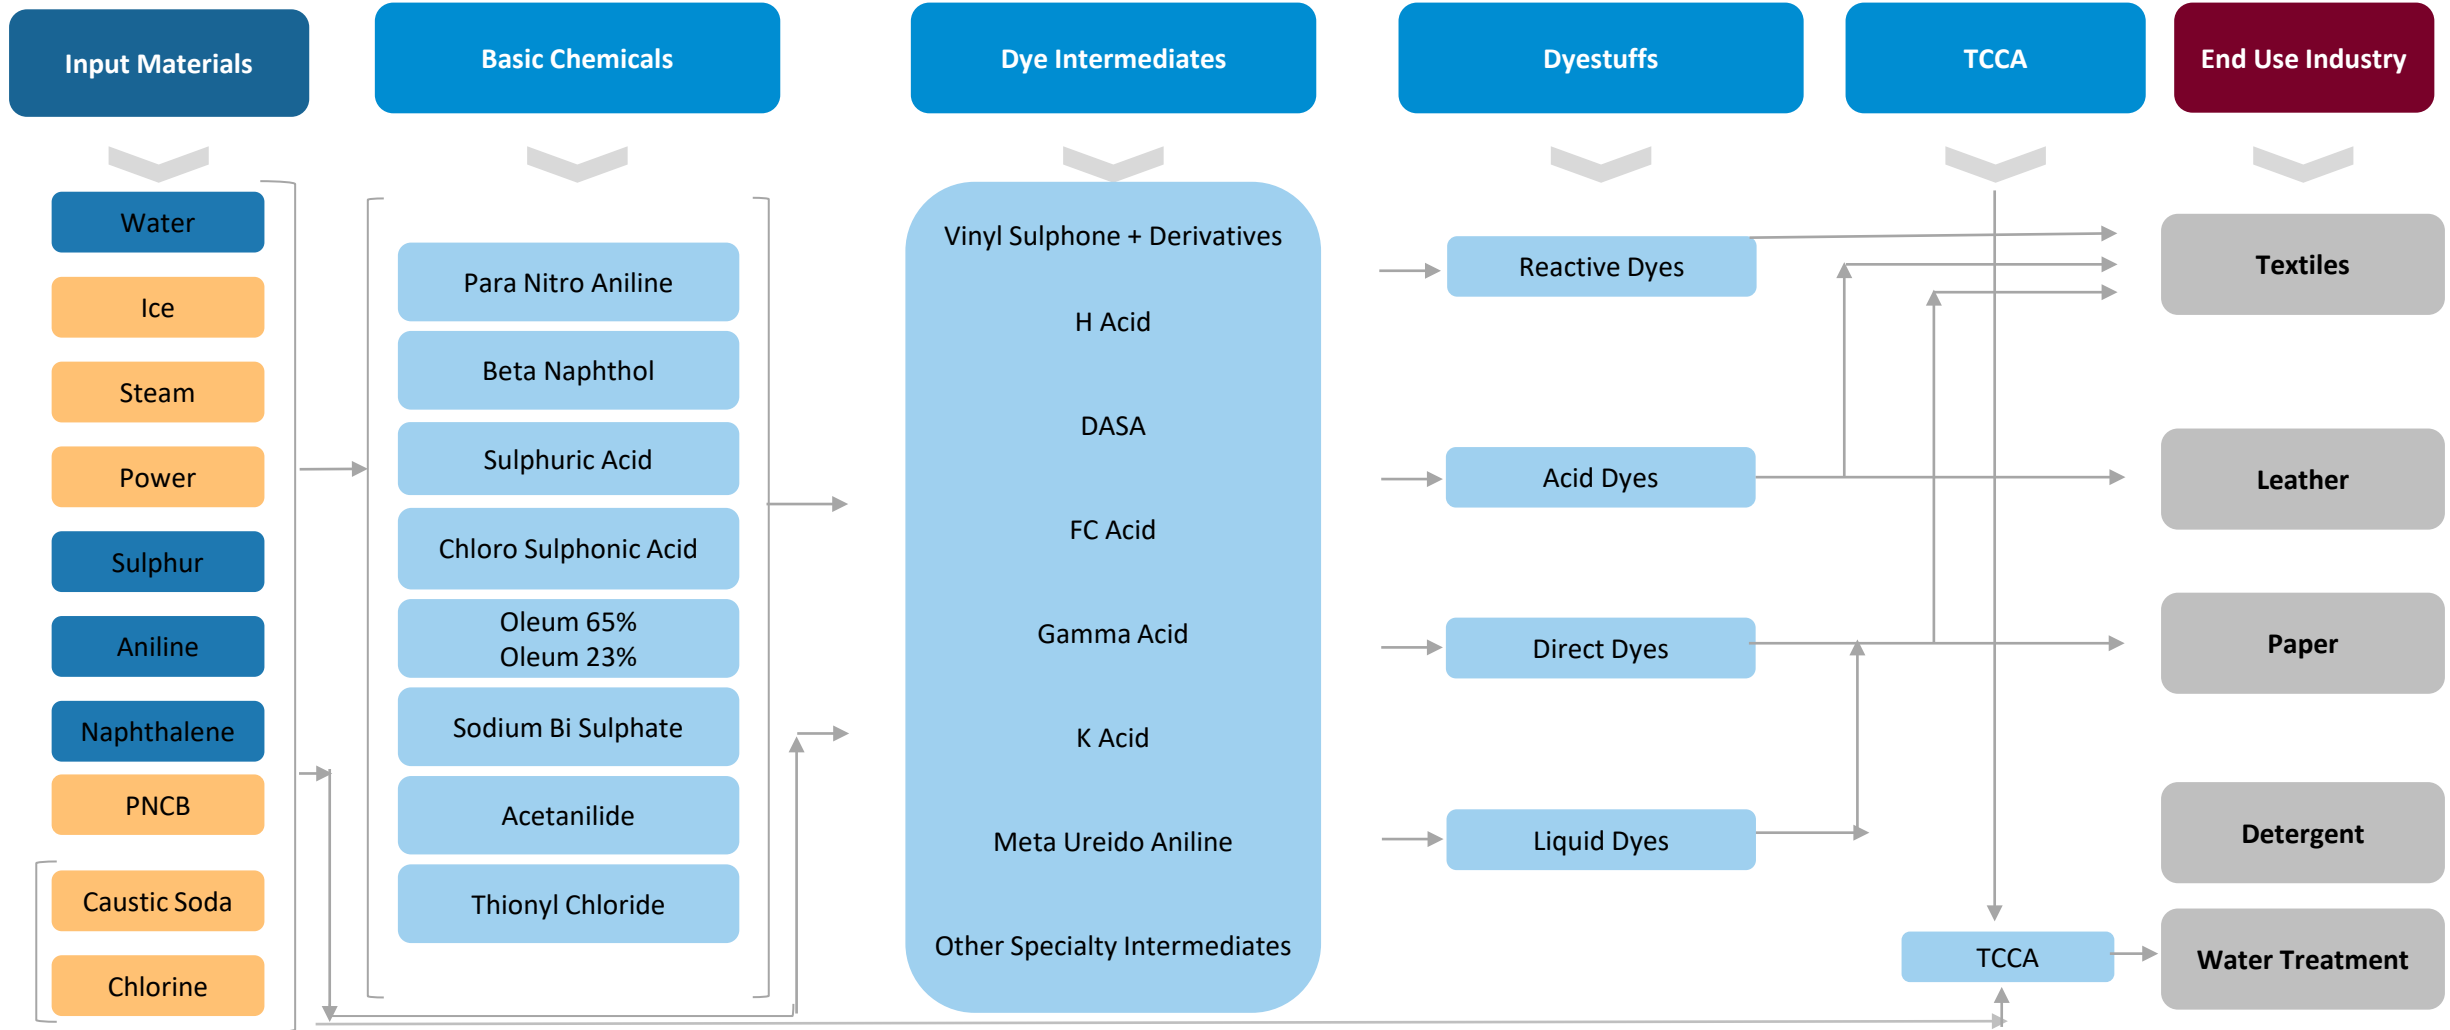 Input Materials
Basic Chemicals
Dye Intermediates
Dyestuffs
TCCA
End Use Industry
Water
Ice
Steam
Power
Sulphur
Aniline
Naphthalene
PNCB
Caustic Soda
Chlorine
Para Nitro Aniline
Beta Naphthol
Sulphuric Acid
Chloro Sulphonic Acid
Oleum 65%
Oleum 23%
Sodium Bi Sulphate
Acetanilide
Thionyl Chloride
Vinyl Sulphone + Derivatives
H Acid
DASA
FC Acid
Gamma Acid
K Acid
Meta Ureido Aniline
Other Specialty Intermediates
Reactive Dyes
Acid Dyes
Direct Dyes
Liquid Dyes
TCCA
Textiles
Leather
Paper
Detergent
Water Treatment